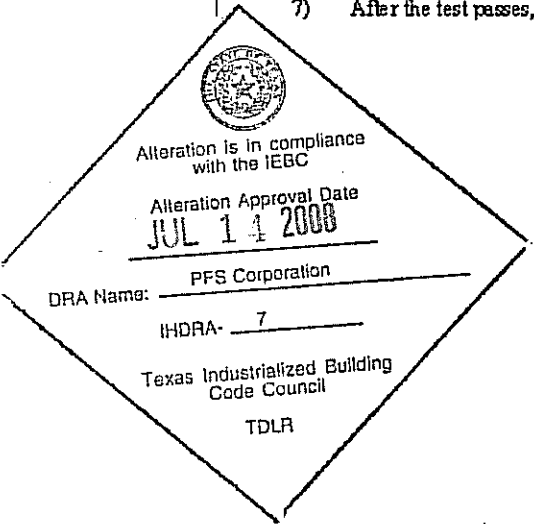 7) After the test passes,
Alteration is in compliance
with the IEBC
Alteration Approval Date
JUL 14 2008
DRA Name: PFS Corporation
IHDRA- 7
Texas Industrialized Building
Code Council
TDLR